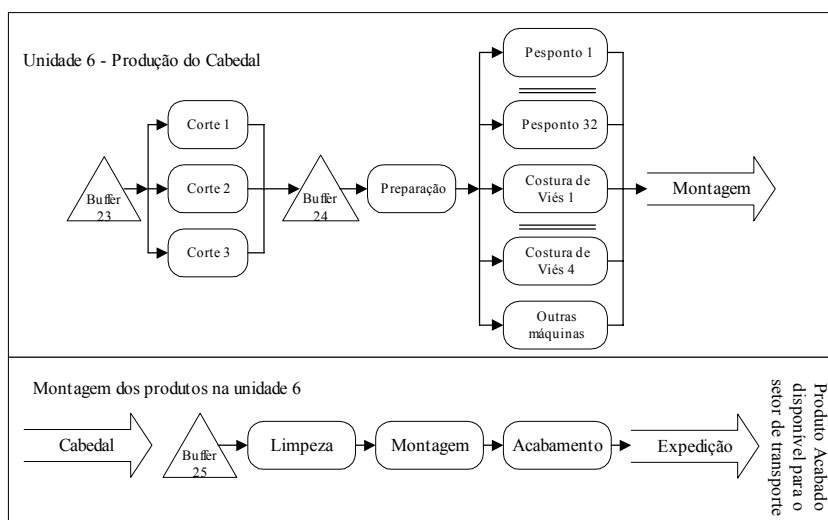 Unidade 6 - Produção do Cabedal
Buffer
23
Corte 1
Corte 2
Corte 3
Buffer
24
Preparação
Pesponto 1
Pesponto 32
Costura de
Viés 1
Costura de
Viés 4
Outras
máquinas
Montagem
Montagem dos produtos na unidade 6
Cabedal
Buffer
25
Limpeza
Montagem
Acabamento
Expedição
Produto Acabado
disponível para o
setor de transporte